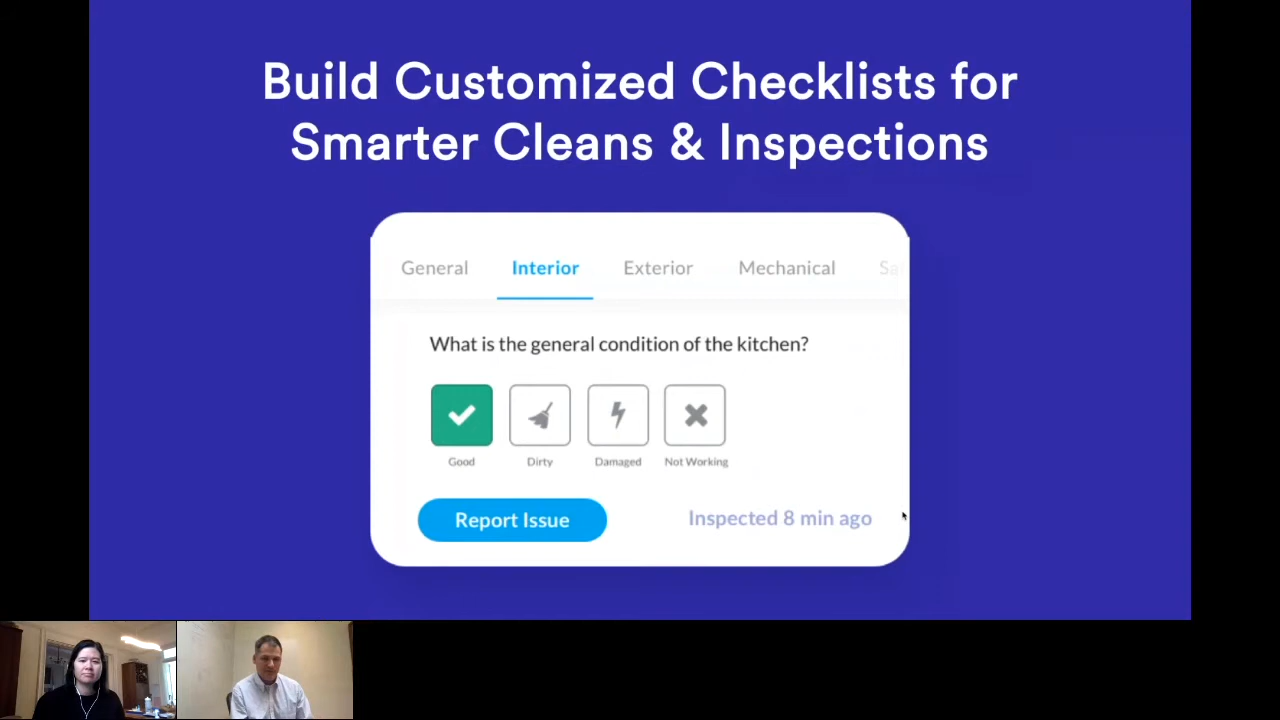 Build Customized Checklists for
Smarter Cleans & Inspections
General Interior Exterior Mechanical
What is the general condition of the kitchen?
Good Dirty Damaged Not Working
Report Issue Inspected 8 min ago